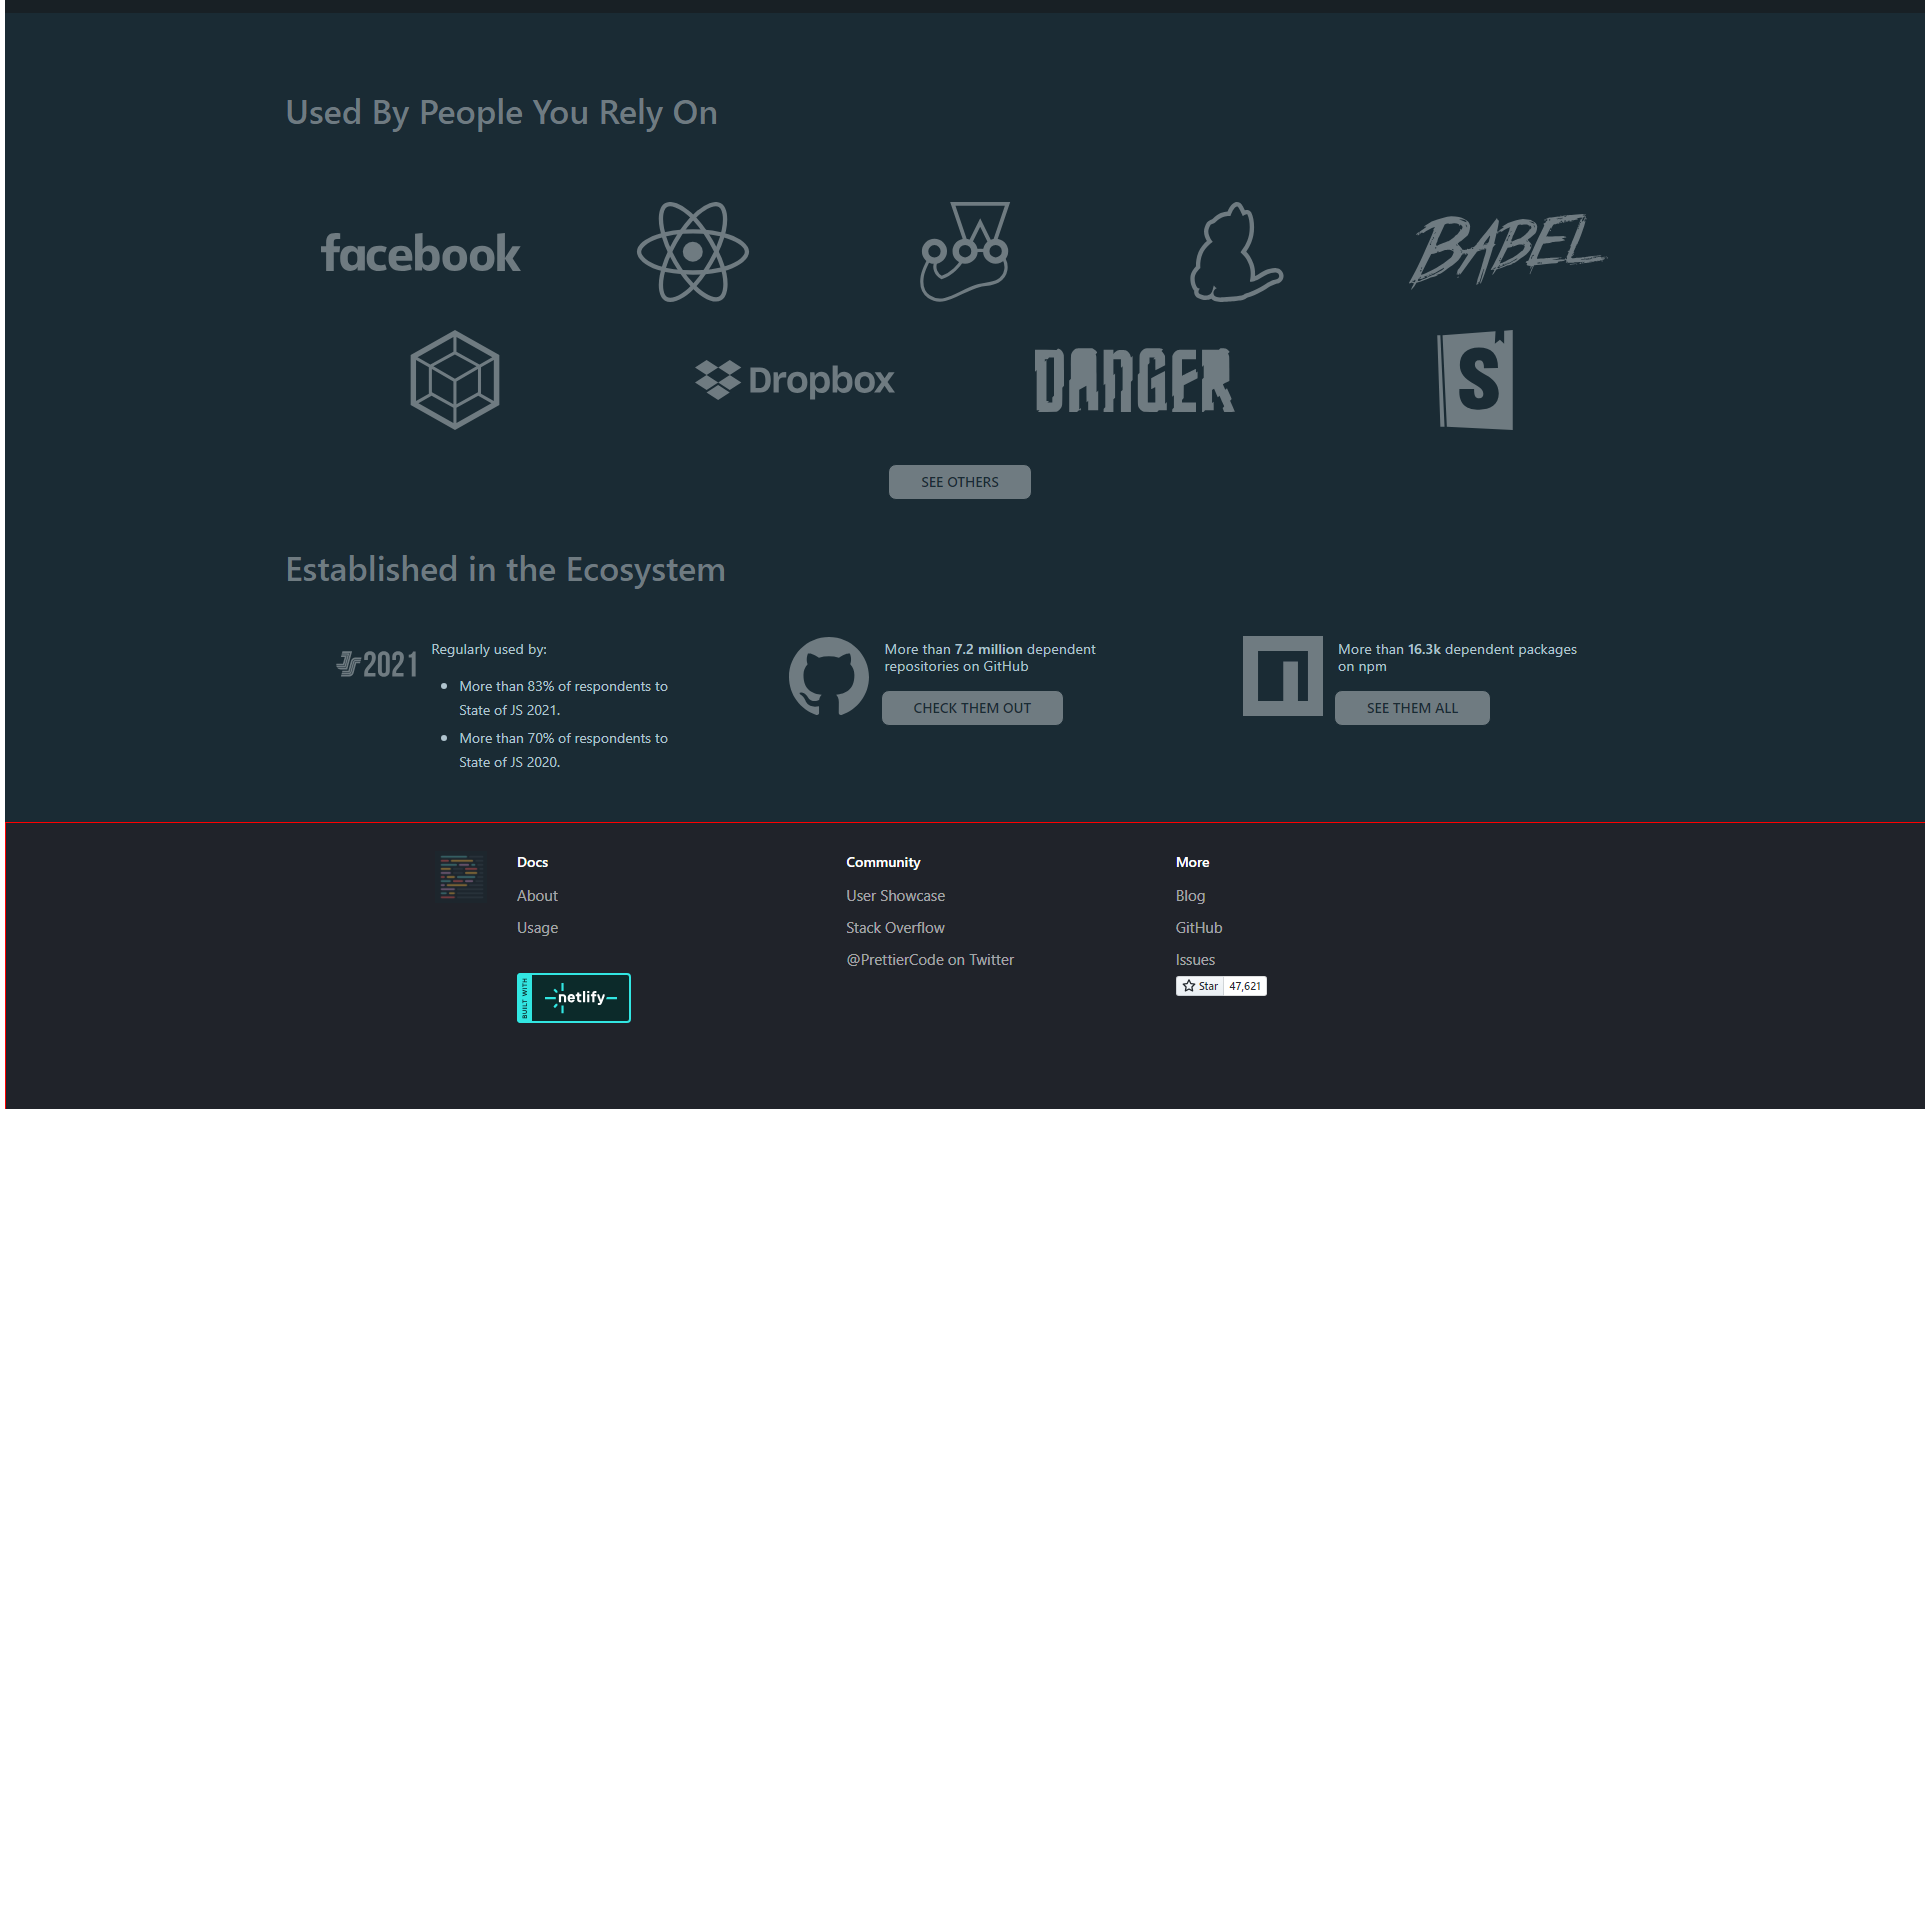 Used By People You Rely On
facebook
BABEL
Dropbox
DANGER
S
SEE OTHERS
Established in the Ecosystem
JS 2021
Regularly used by:
More than 83% of respondents to
State of JS 2021.
More than 70% of respondents to
State of JS 2020.
More than 7.2 million dependent
repositories on GitHub
CHECK THEM OUT
More than 16.3k dependent packages
on npm
SEE THEM ALL
Docs
About
Usage
BUILT WITH
netlify
Community
User Showcase
Stack Overflow
@PrettierCode on Twitter
More
Blog
GitHub
Issues
Star 47,621